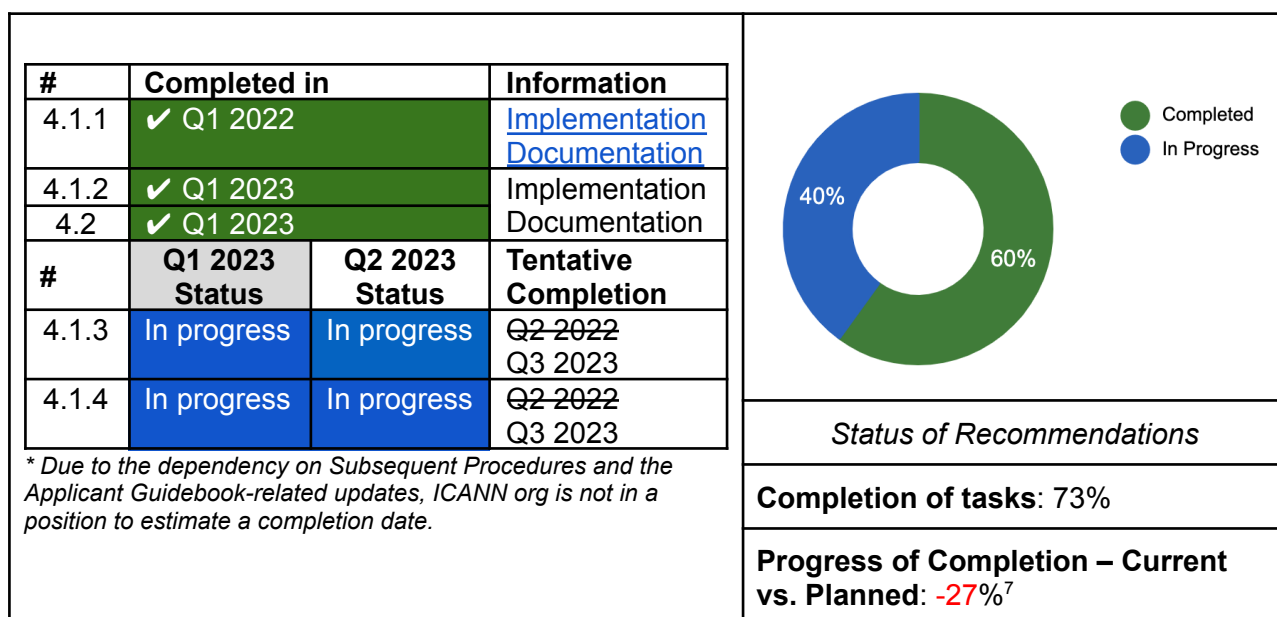 # Completed in Information
4.1.1 ✔ Q1 2022 Implementation
Documentation
4.1.2 ✔ Q1 2023 Implementation
4.2 ✔ Q1 2023 Documentation
# Q1 2023 Status Q2 2023 Status Tentative Completion
4.1.3 In progress In progress Q2 2022
Q3 2023
4.1.4 In progress In progress Q2 2022
Q3 2023
* Due to the dependency on Subsequent Procedures and the
Applicant Guidebook-related updates, ICANN org is not in a
position to estimate a completion date.
40%
60%
Completed
In Progress
Status of Recommendations
Completion of tasks: 73%
Progress of Completion – Current
vs. Planned: -27%⁷